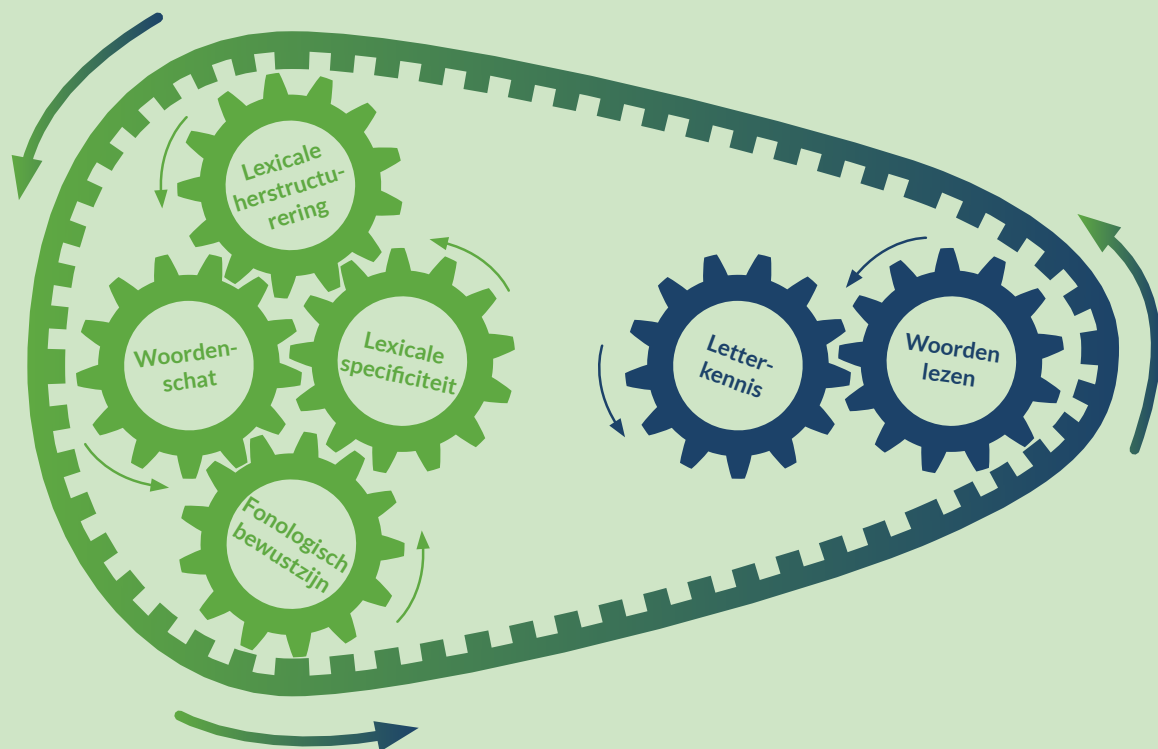 Lexicale
herstructu-
rering
Woorden-
schat
Lexicale
specificiteit
Fonologisch
bewustzijn
Letter-
kennis
Woorden
lezen